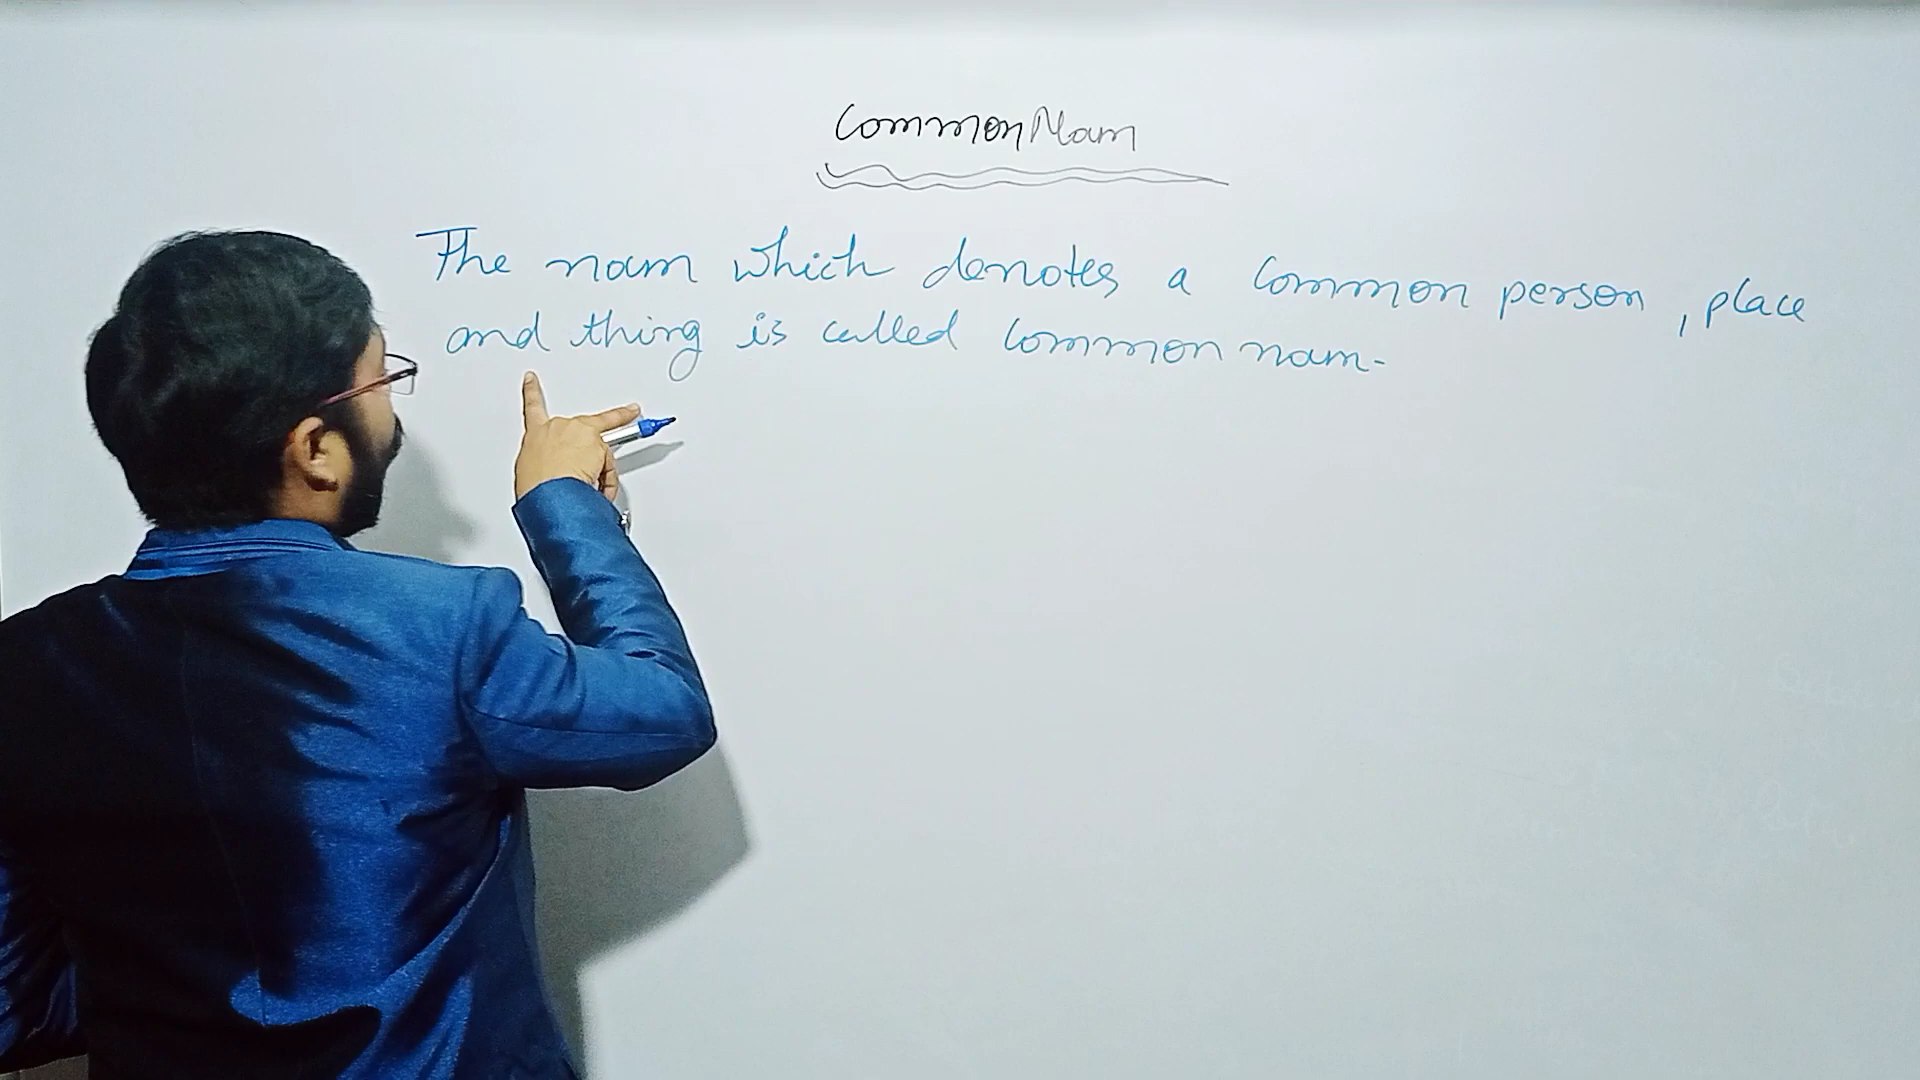 Common Noun
The noun which denotes a common person, place
and thing is called common noun.